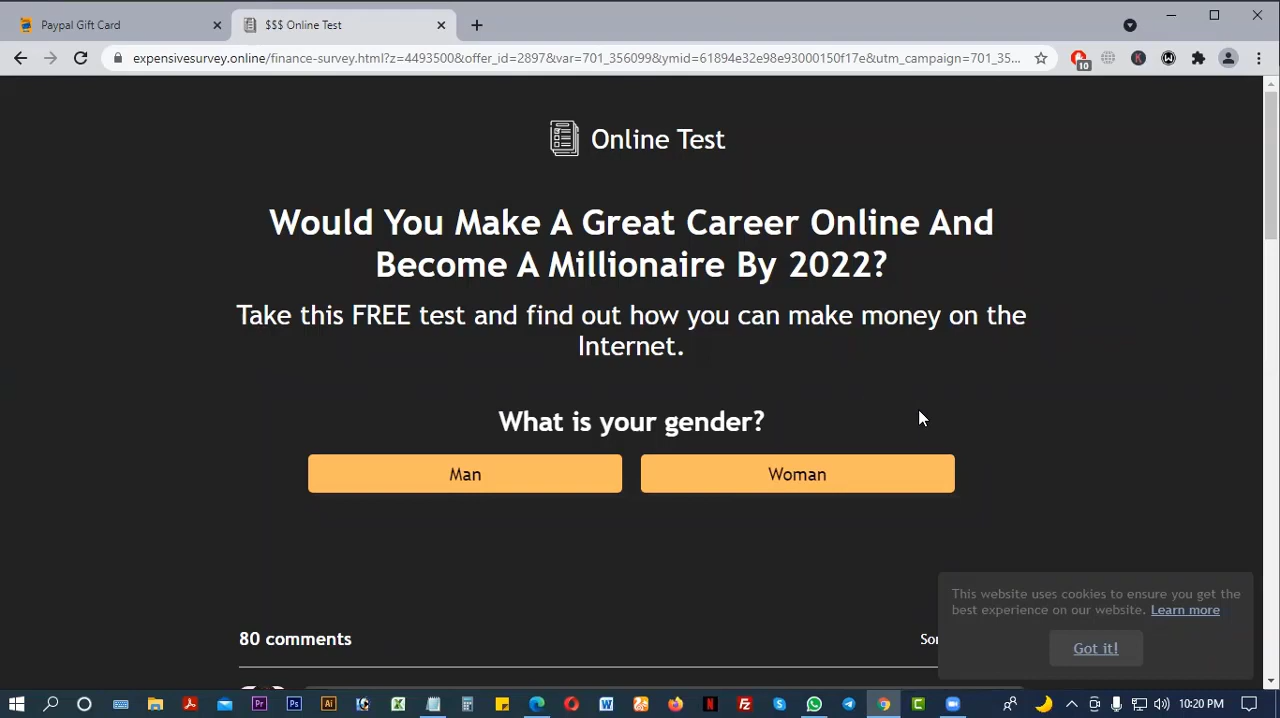 Paypal Gift Card
$$$ Online Test
expensivesurvey.online/finance-survey.html?z=4493500&offer_id=2897&var=701_356099&ymid=61894e32e98e93000150f17e&utm_campaign=701_35...
10
Online Test
Would You Make A Great Career Online And
Become A Millionaire By 2022?
Take this FREE test and find out how you can make money on the
Internet.
What is your gender?
Man
Woman
This website uses cookies to ensure you get the
best experience on our website. Learn more
Got it!
80 comments
Sor
10:20 PM